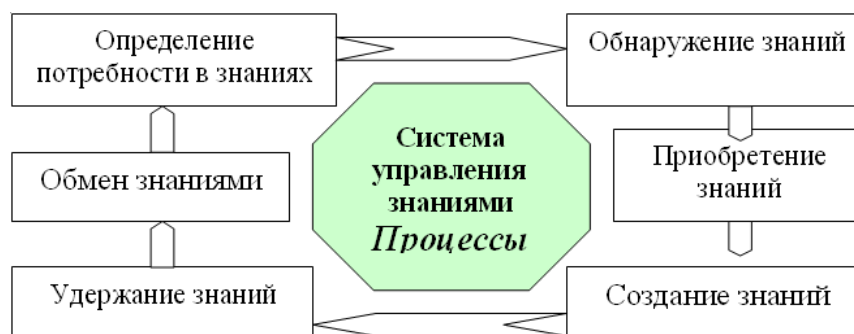 Определение
потребности в знаниях
Обнаружение знаний
Система
управления
знаниями
Процессы
Обмен знаниями
Приобретение
знаний
Удержание знаний
Создание знаний